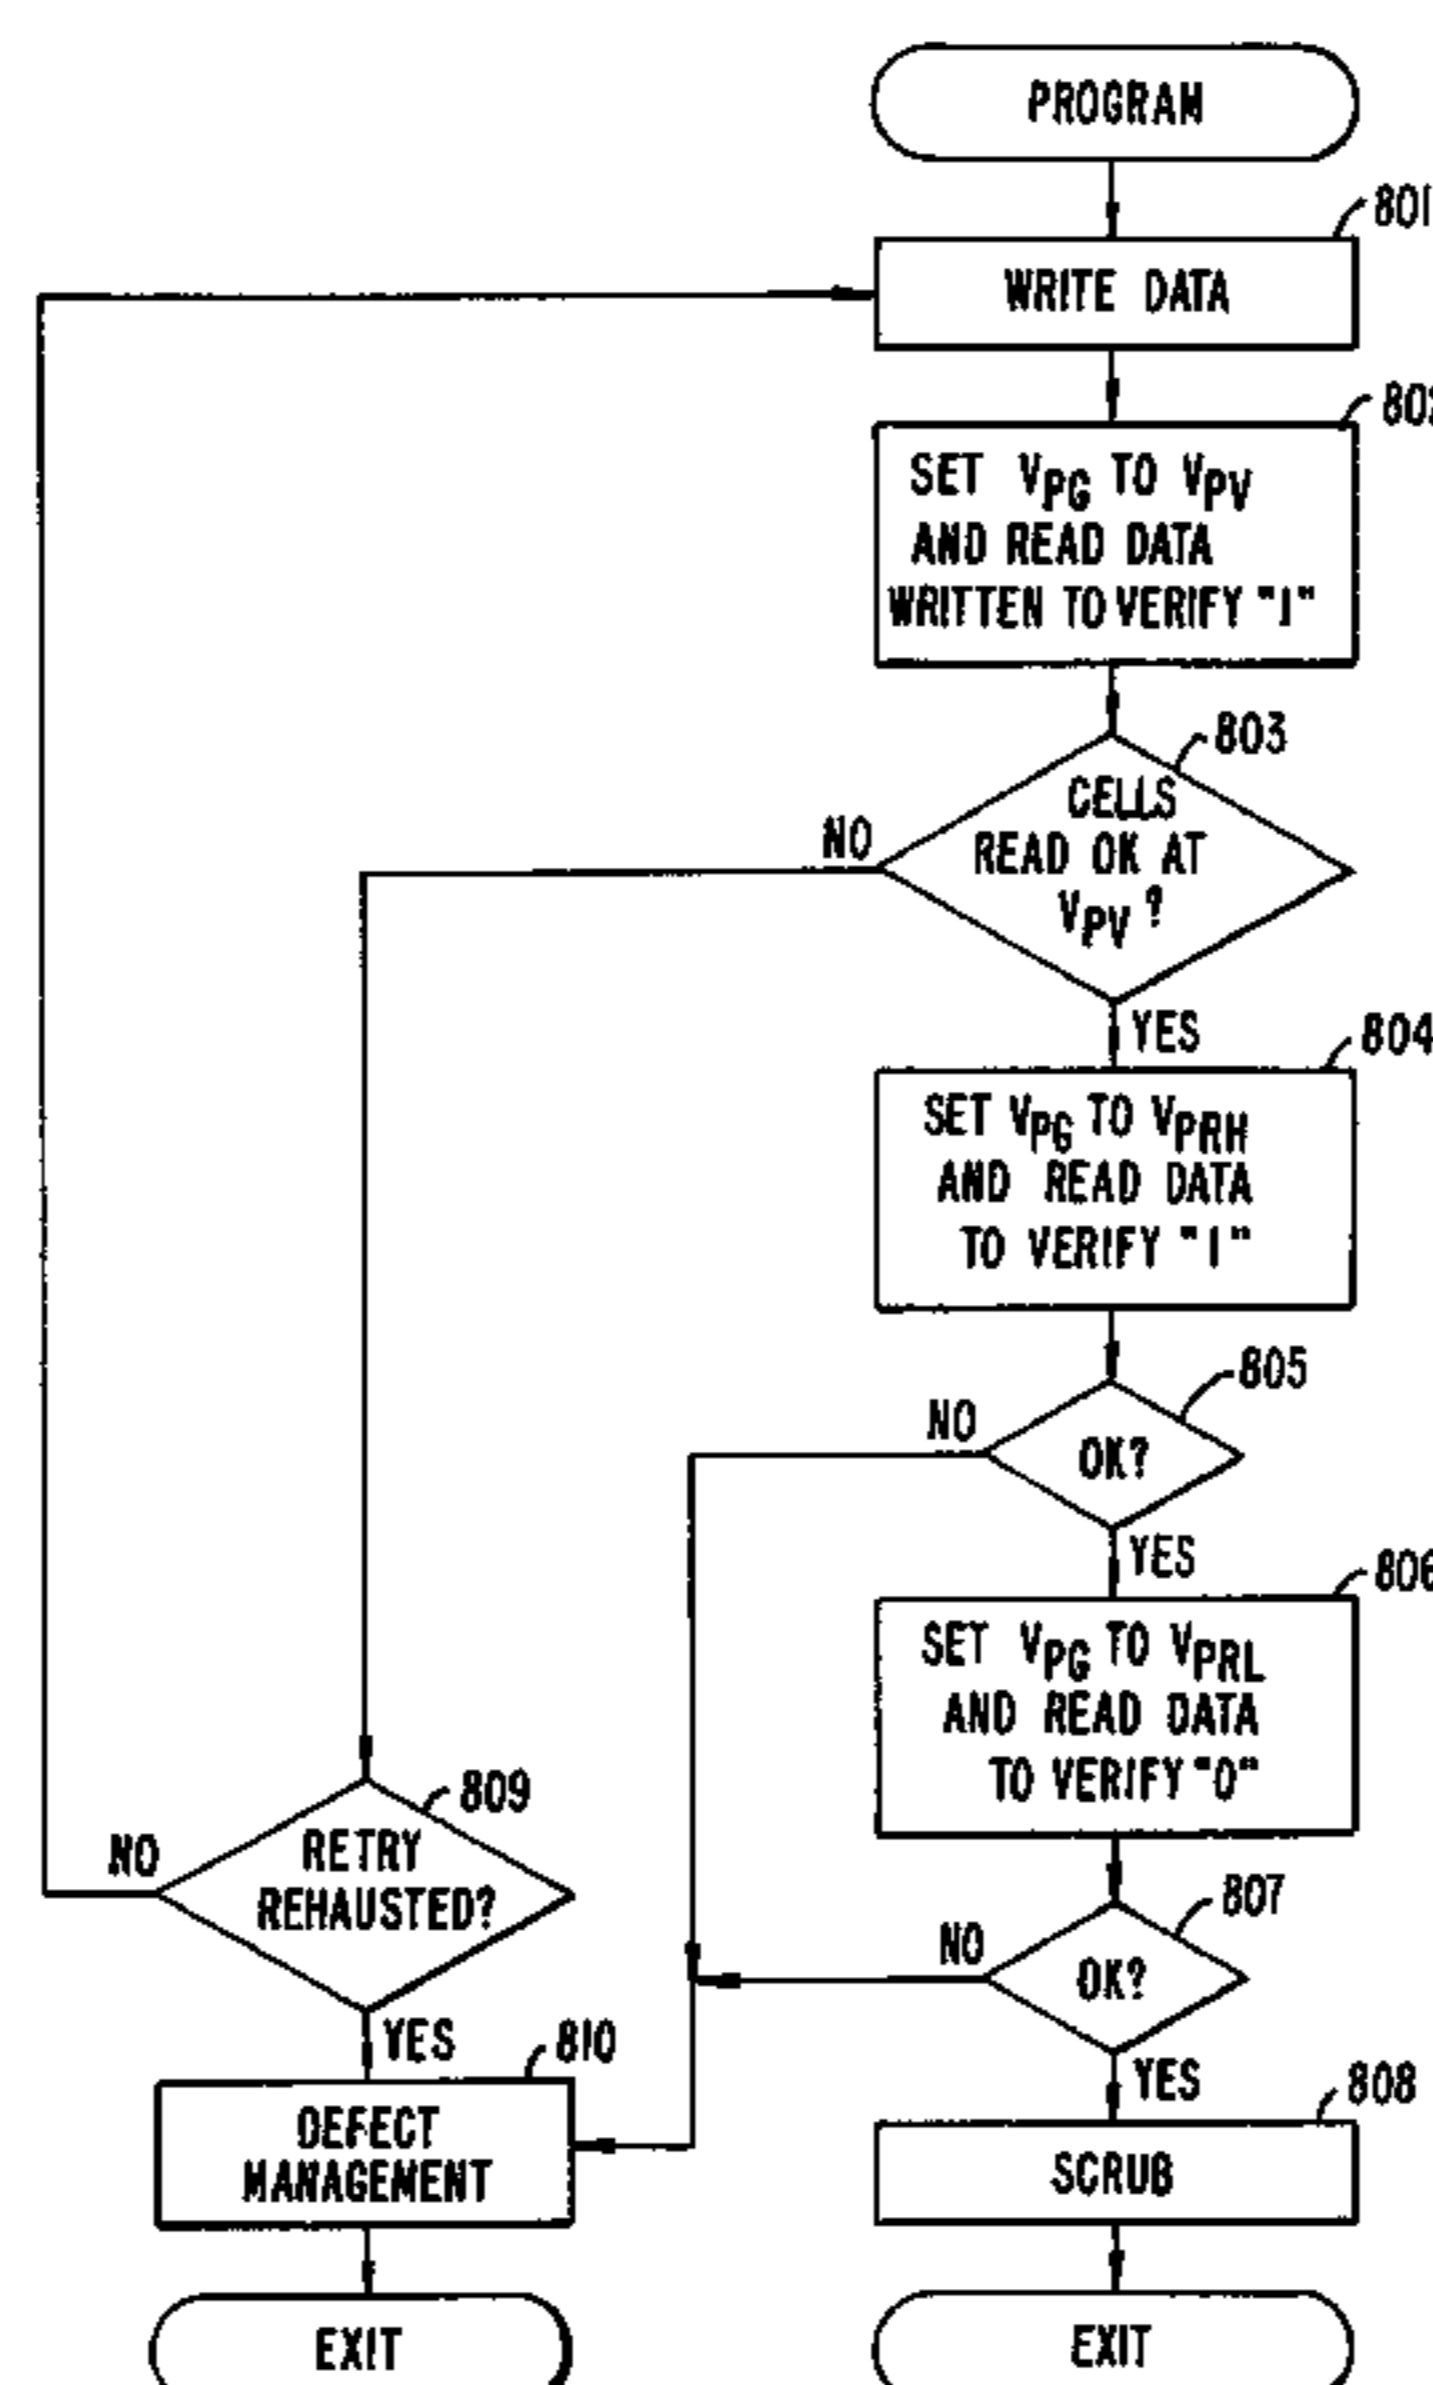 PROGRAM
801
WRITE DATA
802
SET VPG TO VPV
AND READ DATA
WRITTEN TO VERIFY "1"
803
CELLS
READ OK AT
VPV ?
NO
YES
804
SET VPG TO VPRH
AND READ DATA
TO VERIFY "1"
805
OK?
NO
YES
806
SET VPG TO VPRL
AND READ DATA
TO VERIFY "0"
807
OK?
NO
YES
808
SCRUB
EXIT
809
RETRY
REHAUSTED?
NO
YES
810
DEFECT
MANAGEMENT
EXIT